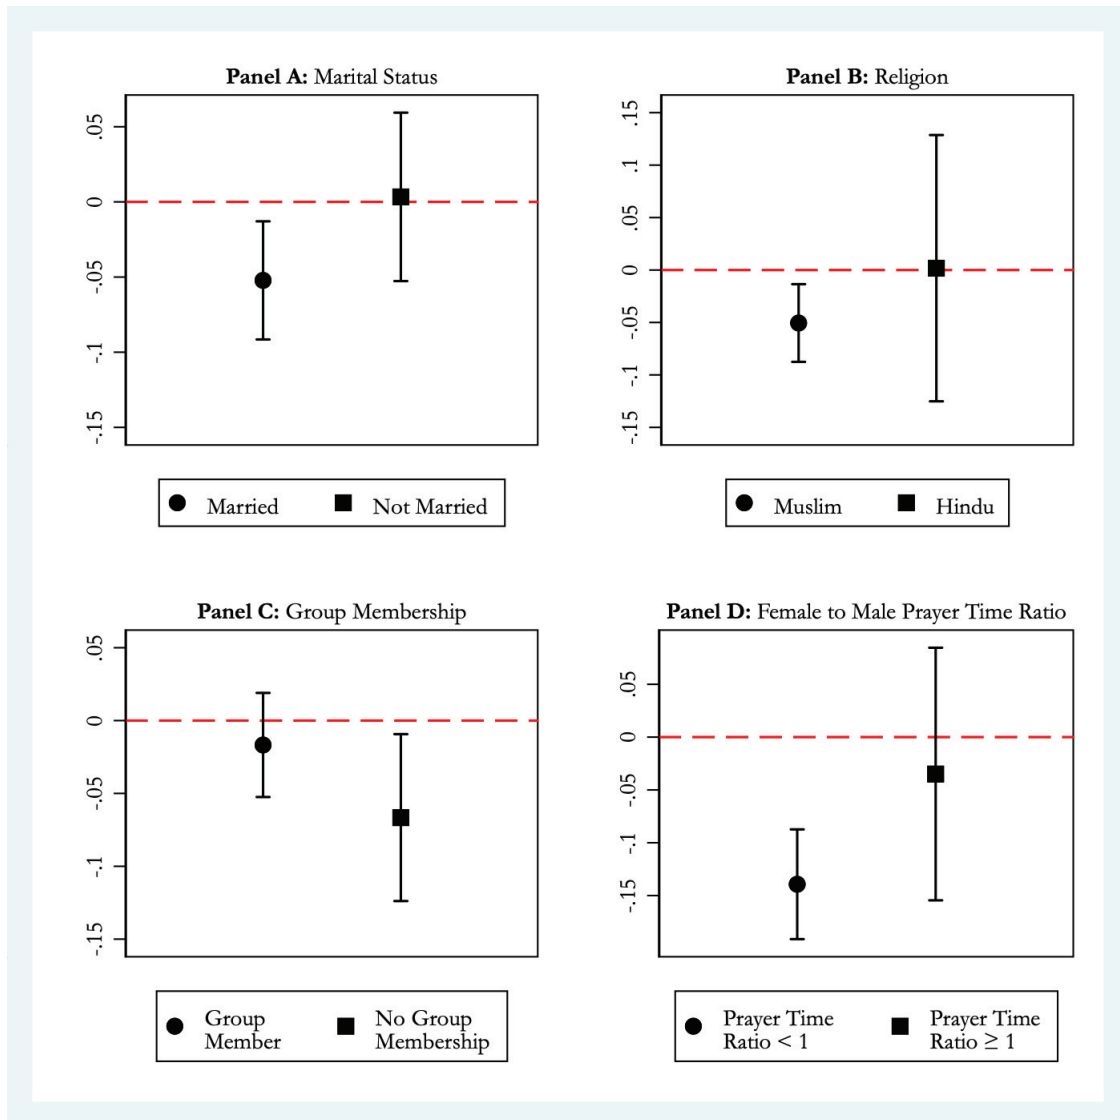 Panel A: Marital Status
.05
0
-.05
-.1
-.15
Married
Not Married
Panel B: Religion
.15
.1
.05
0
-.05
-.1
-.15
Muslim
Hindu
Panel C: Group Membership
.05
0
-.05
-.1
-.15
Group
Member
No Group
Membership
Panel D: Female to Male Prayer Time Ratio
.05
0
-.05
-.1
-.15
Prayer Time
Ratio < 1
Prayer Time
Ratio ≥ 1